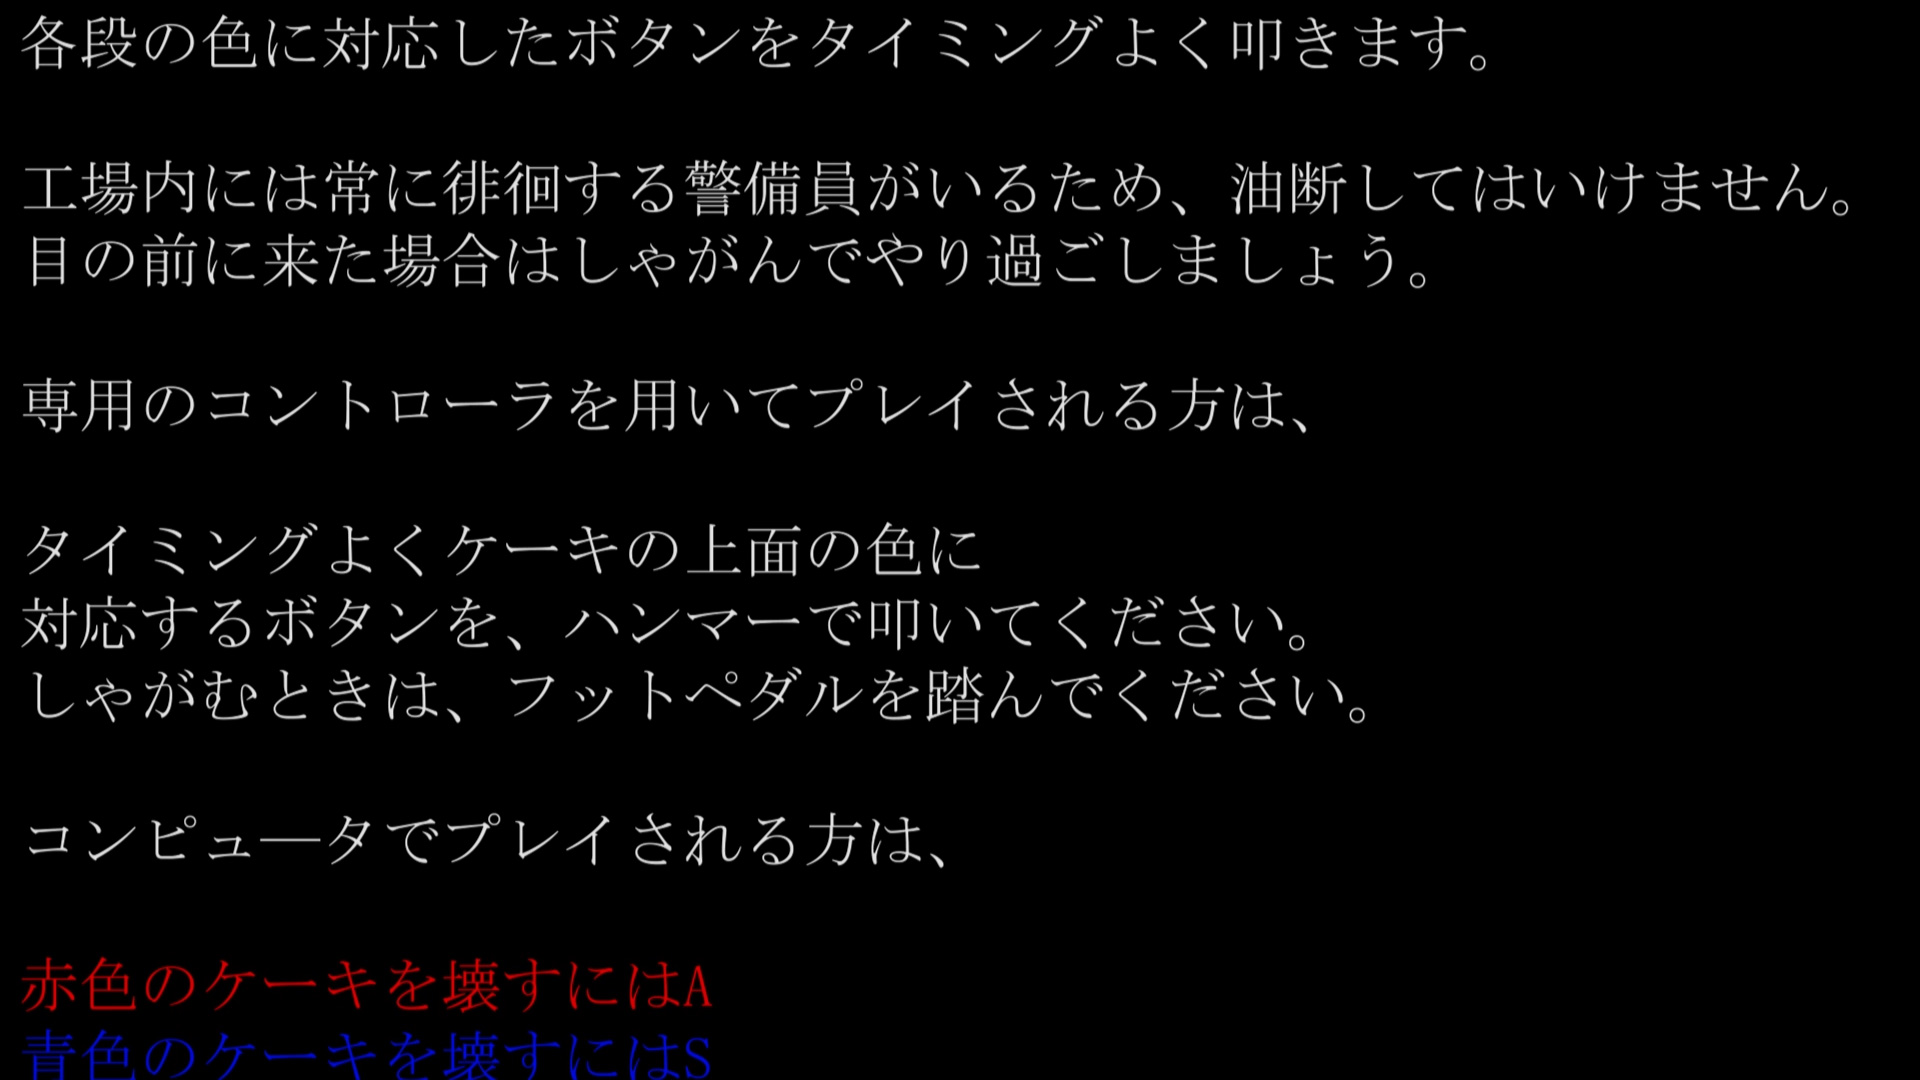 各段の色に対応したボタンをタイミングよく叩きます。
工場内には常に徘徊する警備員がいるため、油断してはいけません。
目の前に来た場合はしゃがんでやり過ごしましょう。
専用のコントローラを用いてプレイされる方は、
タイミングよくケーキの上面の色に
対応するボタンを、ハンマーで叩いてください。
しゃがむときは、フットペダルを踏んでください。
コンピュ―タでプレイされる方は、
赤色のケーキを壊すにはA
青色のケーキを壊すにはS